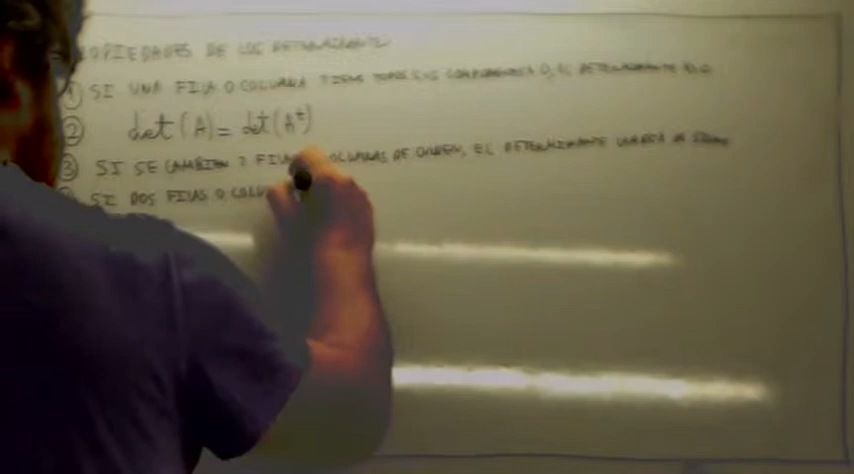 PROPIEDADES DE LOS DETERMINANTE
① SI UNA FILA O COLUMNA TIENE TODOS SUS COMPONENTES 0, EL DETERMINANTE ES 0
② det(A) = det(Aᵗ)
③ SI SE CAMBIAN 2 FILAS COLUMNAS DE ORDEN, EL DETERMINANTE CAMBIA DE SIGNO
SI DOS FILAS O COLU